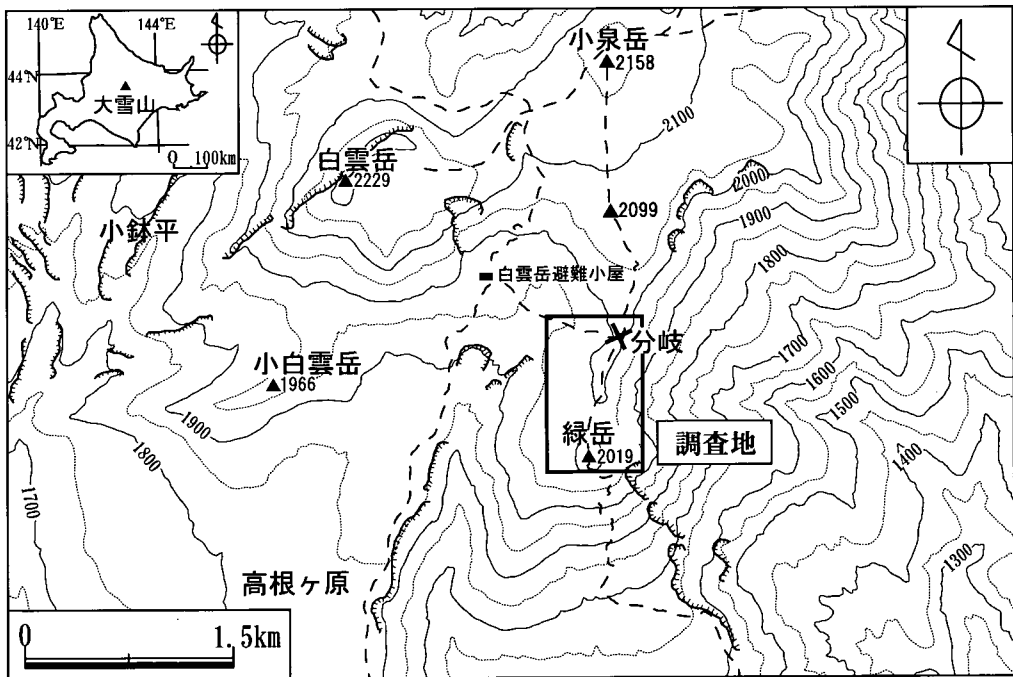 140°E
144°E
44°N
大雪山
42°N
0 100km
小泉岳
2158
2100
白雲岳
2229
2000
1900
2099
小鉢平
1800
白雲岳避難小屋
分岐
1700
小白雲岳
1966
1600
1500
緑岳
2019
調査地
1900
1400
1800
1700
1300
高根ヶ原
0 1.5km